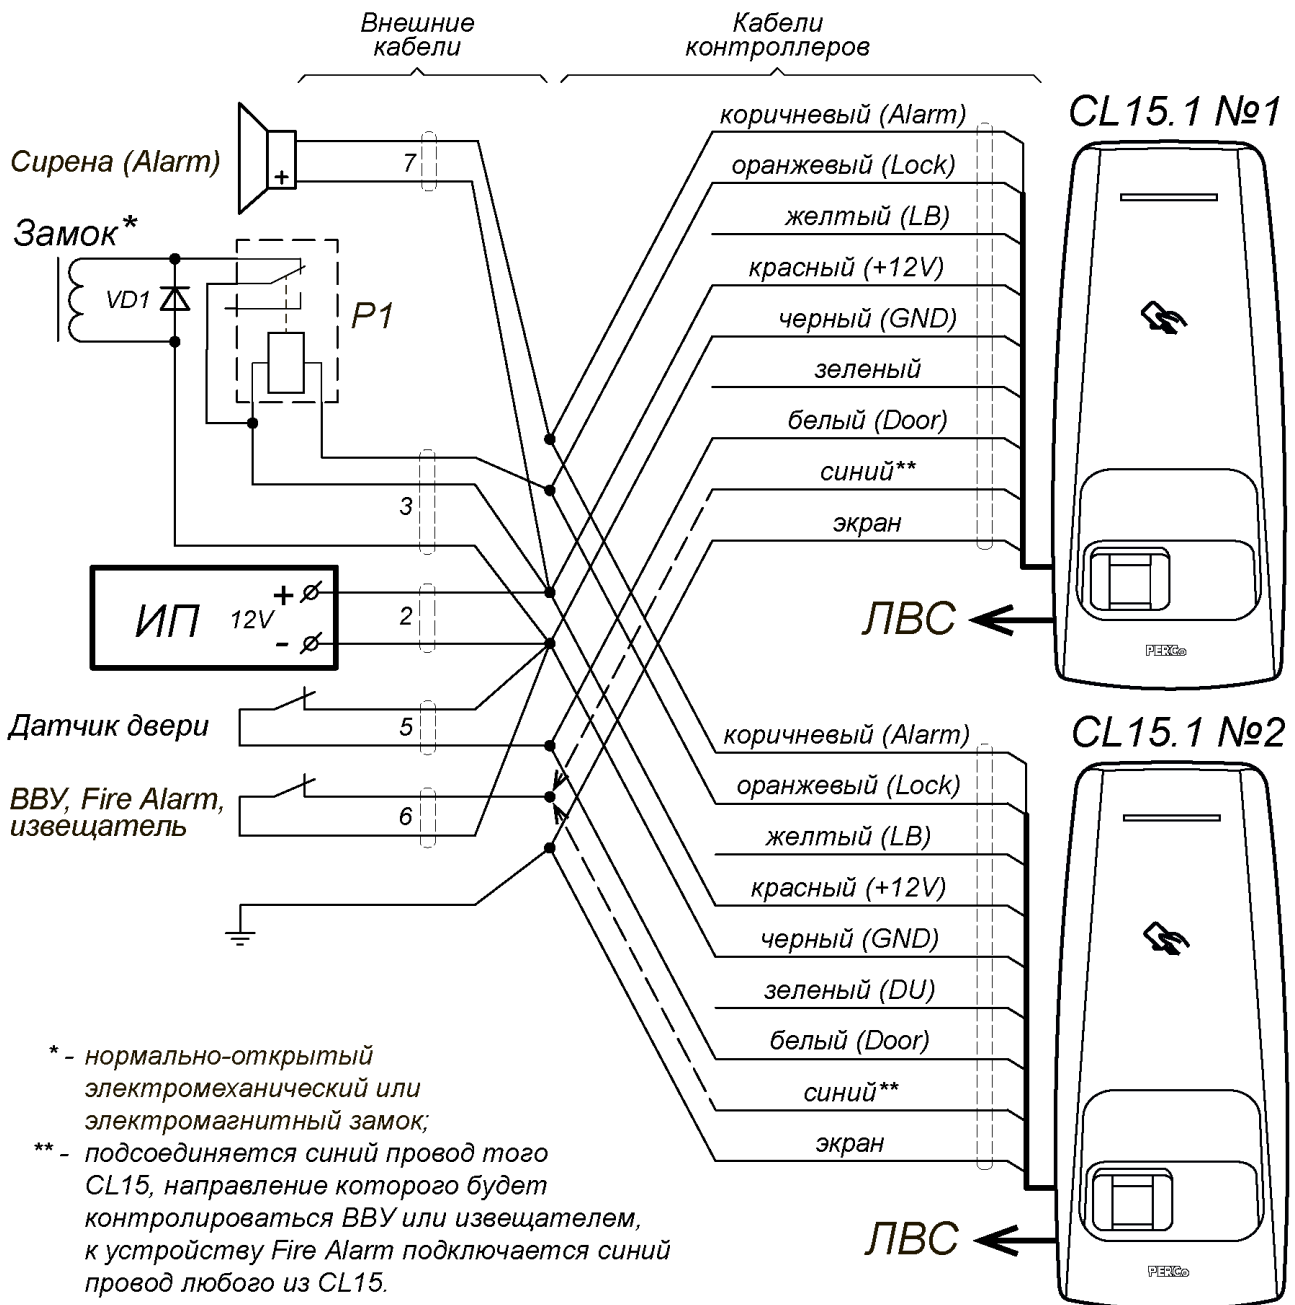 Внешние
кабели
Кабели
контроллеров
CL15.1 №1
Сирена (Alarm)
+
7
коричневый (Alarm)
оранжевый (Lock)
желтый (LB)
красный (+12V)
черный (GND)
зеленый
белый (Door)
синий**
экран
Замок*
VD1
P1
3
ИП
12V
+
-
2
ЛВС
PERCo
Датчик двери
5
ВВУ, Fire Alarm,
извещатель
6
CL15.1 №2
коричневый (Alarm)
оранжевый (Lock)
желтый (LB)
красный (+12V)
черный (GND)
зеленый (DU)
белый (Door)
синий**
экран
ЛВС
PERCo
* - нормально-открытый
электромеханический или
электромагнитный замок;
** - подсоединяется синий провод того
CL15, направление которого будет
контролироваться ВВУ или извещателем,
к устройству Fire Alarm подключается синий
провод любого из CL15.